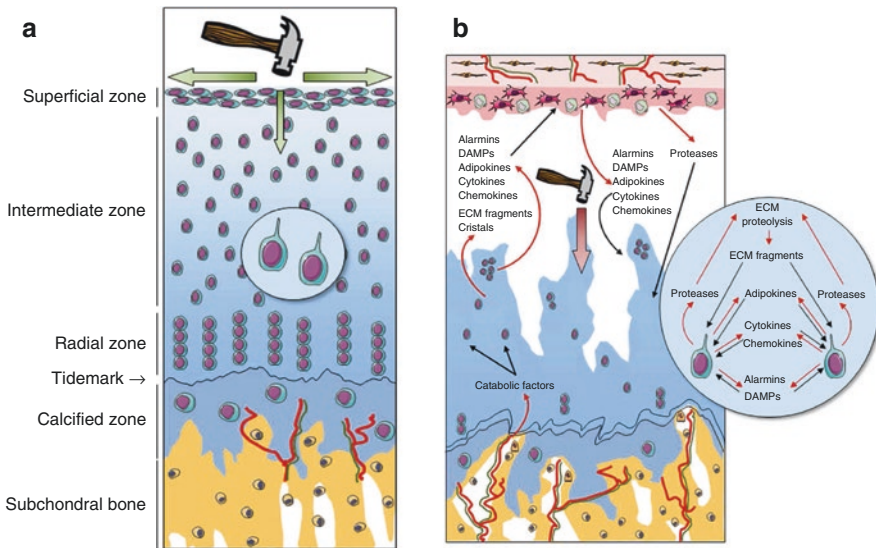 a
Superficial zone
Intermediate zone
Radial zone
Tidemark →
Calcified zone
Subchondral bone
b
Alarmins
DAMPs
Adipokines
Cytokines
Chemokines
ECM fragments
Cristals
Alarmins
DAMPs
Adipokines
Cytokines
Chemokines
Proteases
Catabolic factors
ECM
proteolysis
ECM fragments
Proteases
Adipokines
Proteases
Cytokines
Chemokines
Alarmins
DAMPs